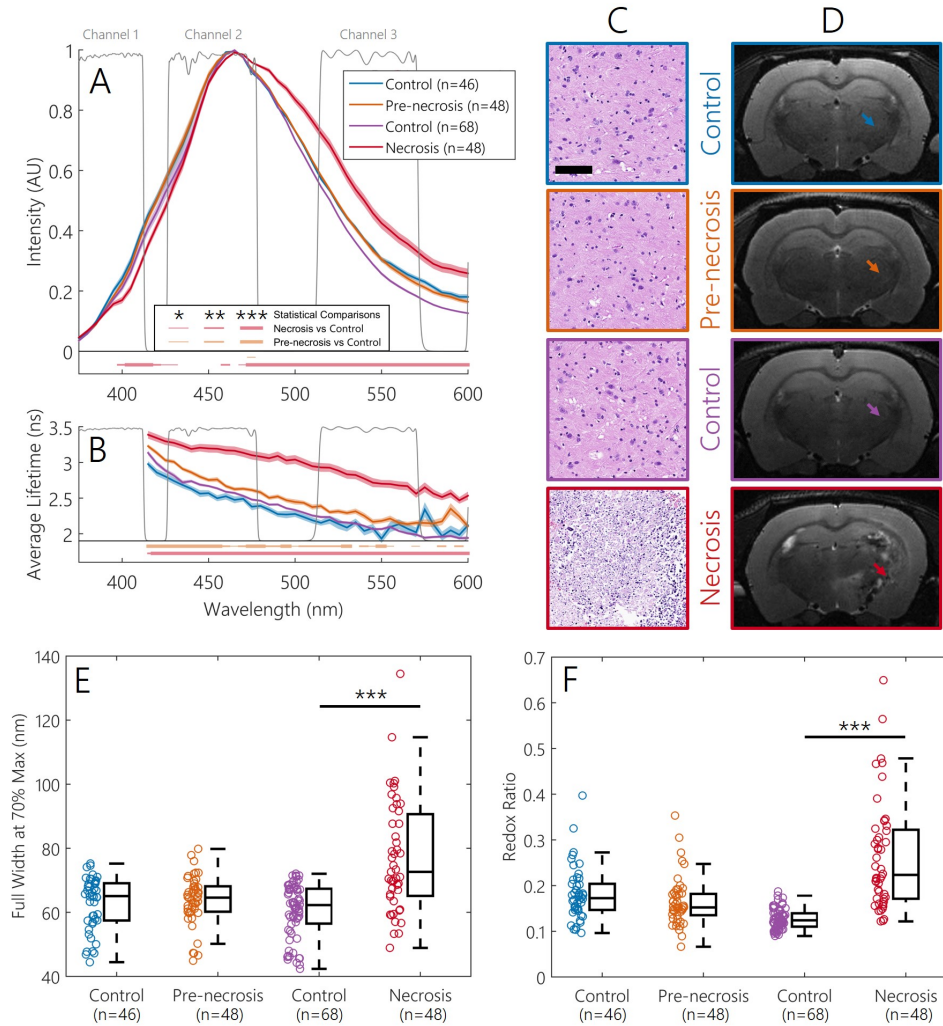 C
D
Channel 1
Channel 2
Channel 3
A
Control (n=46)
Pre-necrosis (n=48)
Control (n=68)
Necrosis (n=48)
Intensity (AU)
1
0.8
0.6
0.4
0.2
0
* ** *** Statistical Comparisons
Necrosis vs Control
Pre-necrosis vs Control
400
450
500
550
600
B
Average Lifetime (ns)
3.5
3
2.5
2
400
450
500
550
600
Wavelength (nm)
Control
Pre-necrosis
Control
Necrosis
E
Full Width at 70% Max (nm)
140
120
100
80
60
40
***
Control
(n=46)
Pre-necrosis
(n=48)
Control
(n=68)
Necrosis
(n=48)
F
Redox Ratio
0.7
0.6
0.5
0.4
0.3
0.2
0.1
0
***
Control
(n=46)
Pre-necrosis
(n=48)
Control
(n=68)
Necrosis
(n=48)